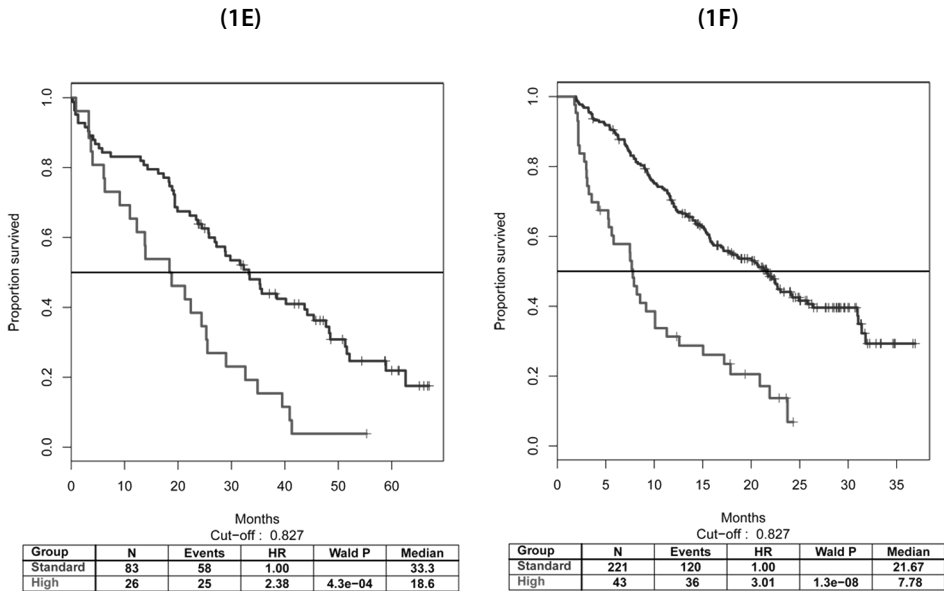 (1E)
Proportion survived
1.0
0.8
0.6
0.4
0.2
0.0
0 10 20 30 40 50 60
Months
Cut-off : 0.827
Group N Events HR Wald P Median
Standard 83 58 1.00 33.3
High 26 25 2.38 4.3e−04 18.6
(1F)
Proportion survived
1.0
0.8
0.6
0.4
0.2
0.0
0 5 10 15 20 25 30 35
Months
Cut-off : 0.827
Group N Events HR Wald P Median
Standard 221 120 1.00 21.67
High 43 36 3.01 1.3e−08 7.78